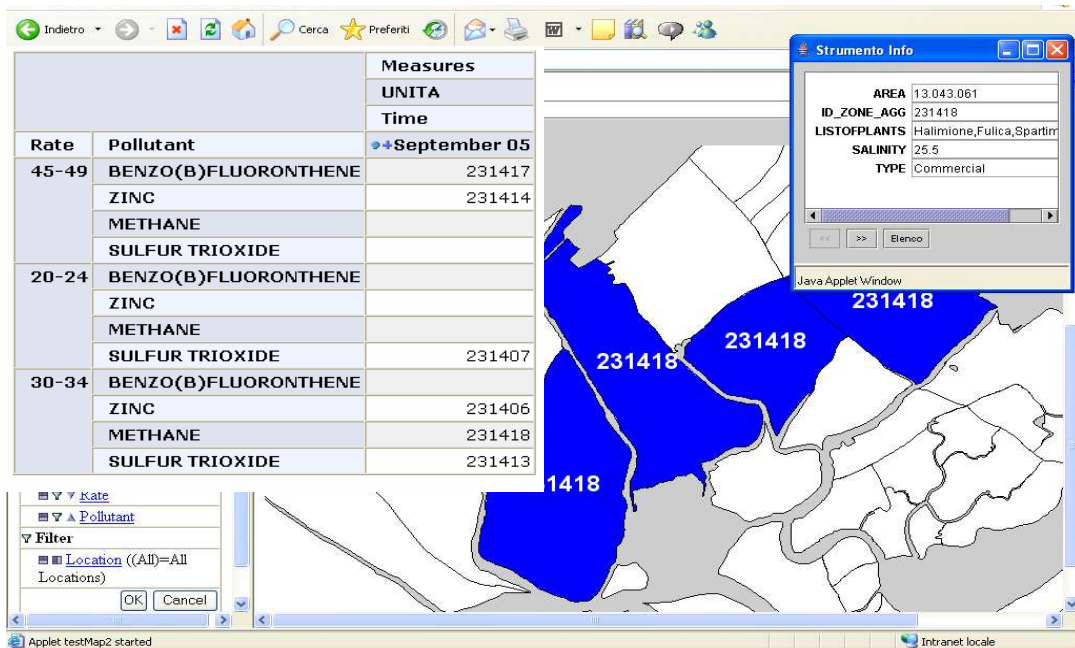 Indietro Cerca Preferiti
Measures
UNITA
Time
Rate Pollutant September 05
45-49 BENZO(B)FLUORONTHENE 231417
ZINC 231414
METHANE
SULFUR TRIOXIDE
20-24 BENZO(B)FLUORONTHENE
ZINC
METHANE
SULFUR TRIOXIDE 231407
30-34 BENZO(B)FLUORONTHENE
ZINC 231406
METHANE 231418
SULFUR TRIOXIDE 231413
Rate
Pollutant
Filter
Location ((All)=All
Locations)
OK Cancel
Strumento Info
AREA 13.043.061
ID_ZONE_AGG 231418
LISTOFPLANTS Halimione,Fulica,Spartim
SALINITY 25.5
TYPE Commercial
<< >> Elenco
Java Applet Window
231418
231418
231418
1418
Applet testMap2 started Intranet locale